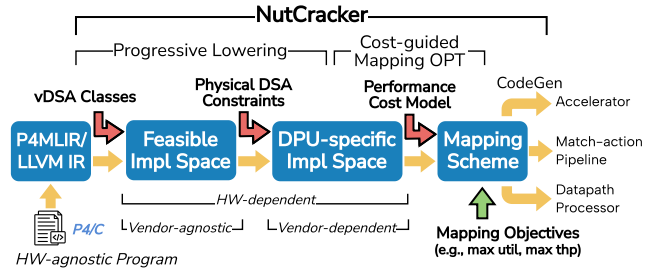 NutCracker
Progressive Lowering
Cost-guided
Mapping OPT
vDSA Classes
Physical DSA
Constraints
Performance
Cost Model
CodeGen
P4MLIR/
LLVM IR
Feasible
Impl Space
DPU-specific
Impl Space
Mapping
Scheme
Accelerator
Match-action
Pipeline
Datapath
Processor
HW-dependent
P4/C
Vendor-agnostic
Vendor-dependent
HW-agnostic Program
Mapping Objectives
(e.g., max util, max thp)